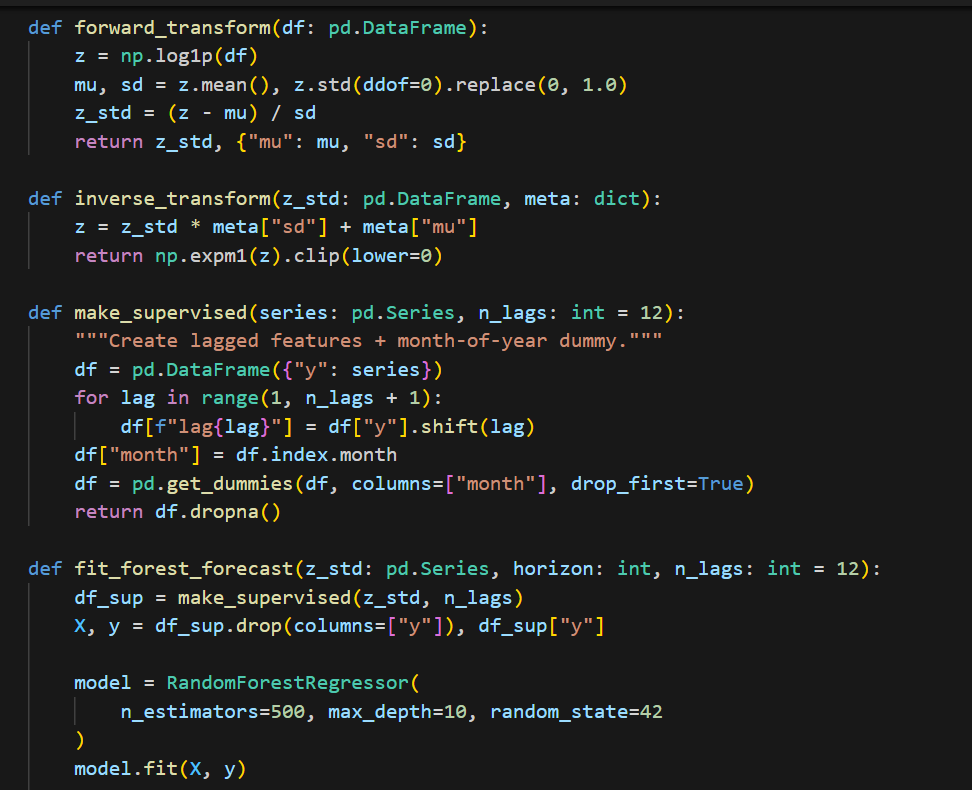 def forward_transform(df: pd.DataFrame):
    z = np.log1p(df)
    mu, sd = z.mean(), z.std(ddof=0).replace(0, 1.0)
    z_std = (z - mu) / sd
    return z_std, {"mu": mu, "sd": sd}

def inverse_transform(z_std: pd.DataFrame, meta: dict):
    z = z_std * meta["sd"] + meta["mu"]
    return np.expm1(z).clip(lower=0)

def make_supervised(series: pd.Series, n_lags: int = 12):
    """Create lagged features + month-of-year dummy."""
    df = pd.DataFrame({"y": series})
    for lag in range(1, n_lags + 1):
        df[f"lag{lag}"] = df["y"].shift(lag)
    df["month"] = df.index.month
    df = pd.get_dummies(df, columns=["month"], drop_first=True)
    return df.dropna()

def fit_forest_forecast(z_std: pd.Series, horizon: int, n_lags: int = 12):
    df_sup = make_supervised(z_std, n_lags)
    X, y = df_sup.drop(columns=["y"]), df_sup["y"]

    model = RandomForestRegressor(
        n_estimators=500, max_depth=10, random_state=42
    )
    model.fit(X, y)